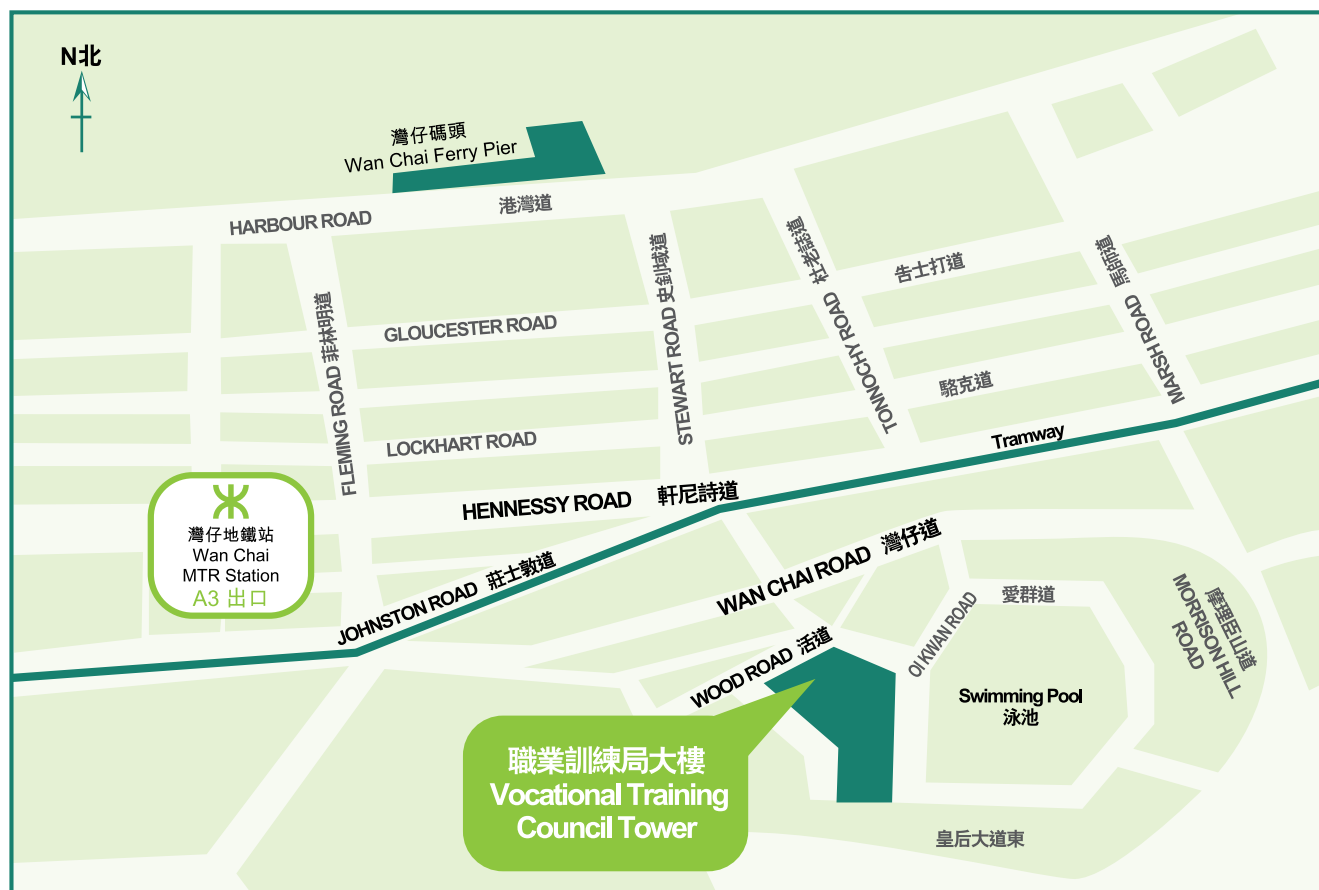 N北
灣仔碼頭
Wan Chai Ferry Pier
HARBOUR ROAD 港灣道
FLEMING ROAD 菲林明道
STEWART ROAD 史釗域道
TONNOCHY ROAD 杜老誌道
MARSH ROAD 馬師道
GLOUCESTER ROAD 告士打道
LOCKHART ROAD 駱克道
Tramway
HENNESSY ROAD 軒尼詩道
灣仔地鐵站
Wan Chai
MTR Station
A3 出口
JOHNSTON ROAD 莊士敦道
WAN CHAI ROAD 灣仔道
WOOD ROAD 活道
OI KWAN ROAD 愛群道
摩理臣山道
MORRISON HILL
ROAD
Swimming Pool
泳池
職業訓練局大樓
Vocational Training
Council Tower
皇后大道東